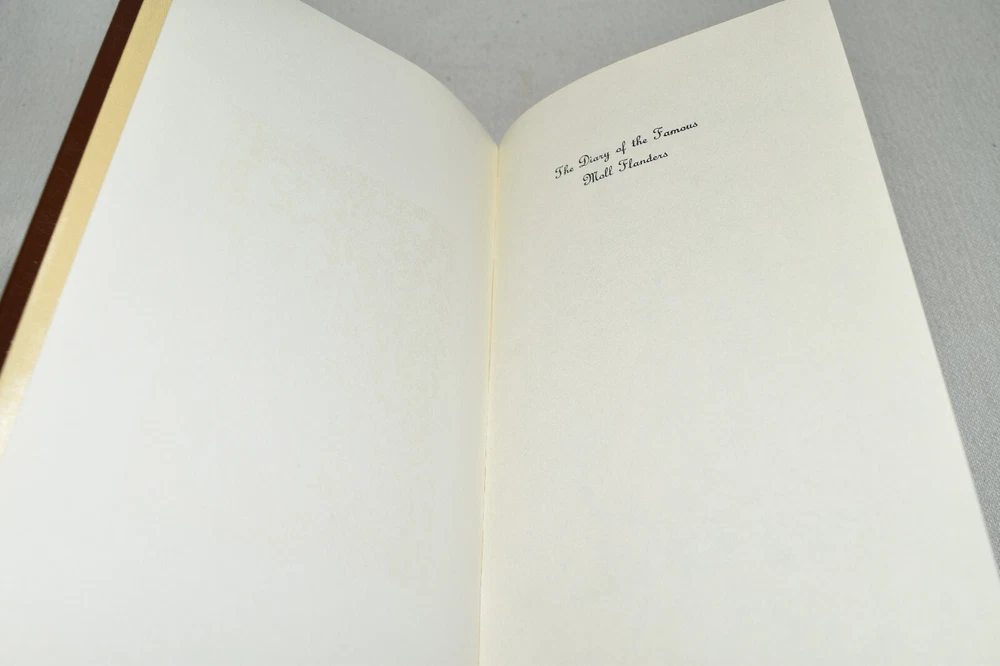 The Diary of the Famous
Moll Flanders